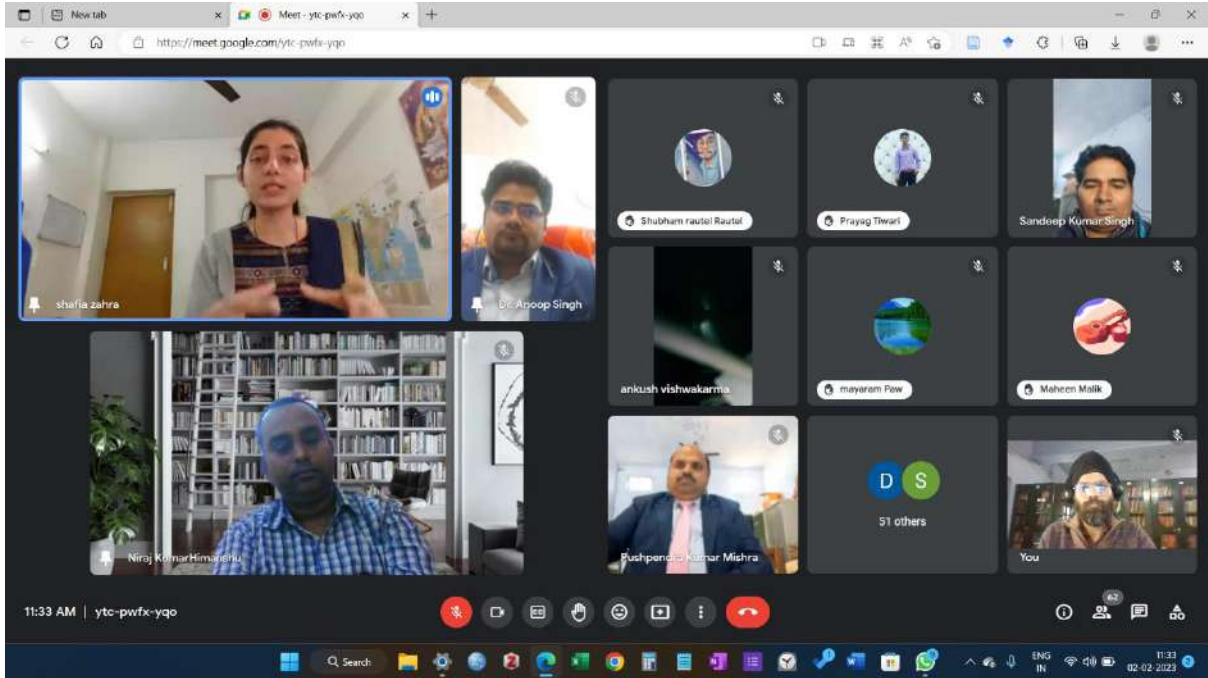 New tab
Meet - ytc-pwfx-yqo
https://meet.google.com/ytc-pwfx-yqo
shafia zahra
Dr. Anoop Singh
Shubham rautel Rautel
Prayag Tiwari
Sandeep Kumar Singh
ankush vishwakarma
mayaram Paw
Maheen Malik
Niraj KumarHimanshu
Pushpendra Kumar Mishra
D S
51 others
You
11:33 AM | ytc-pwfx-yqo
62
Search
ENG
IN
11:33
02-02-2023
2